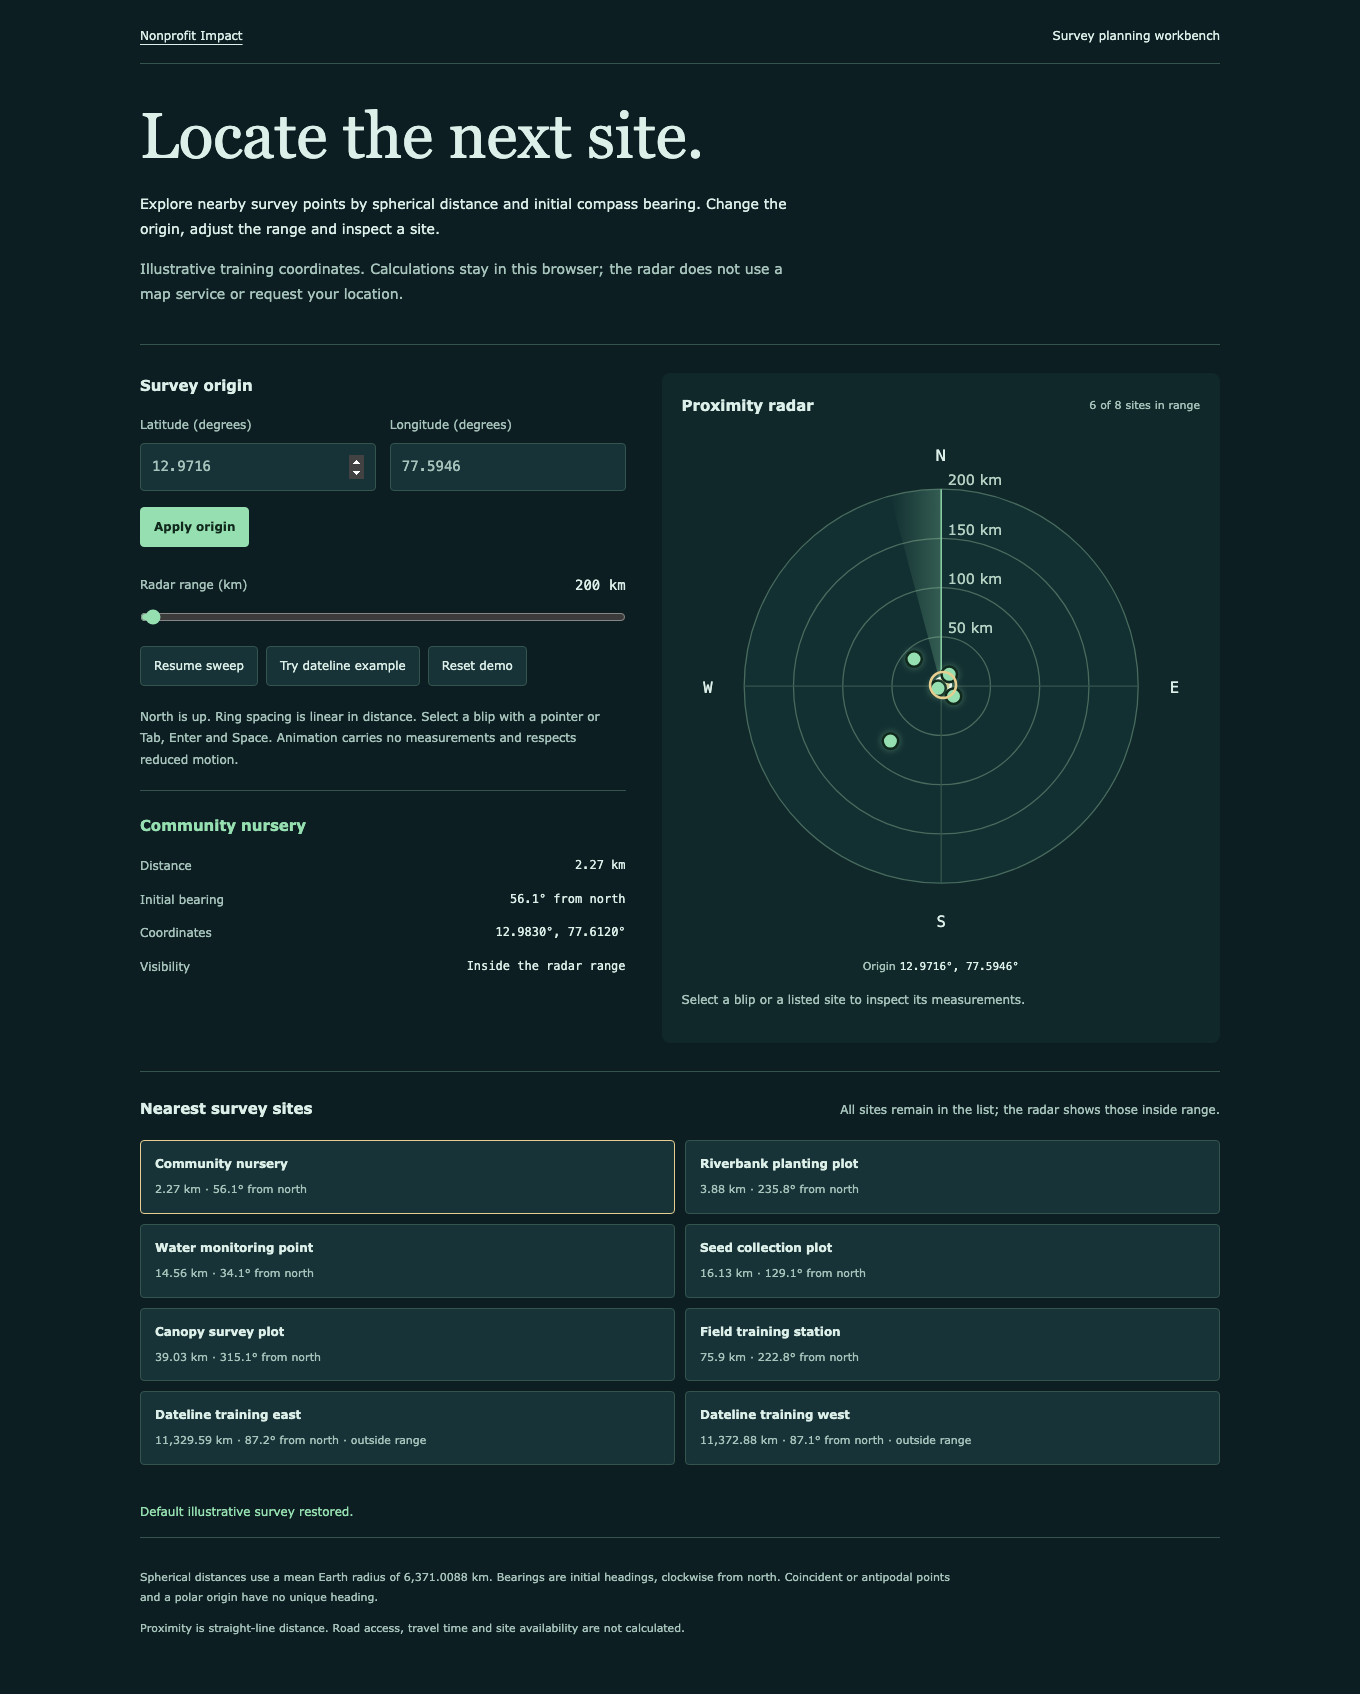 Nonprofit Impact
Survey planning workbench
Locate the next site.
Explore nearby survey points by spherical distance and initial compass bearing. Change the
origin, adjust the range and inspect a site.
Illustrative training coordinates. Calculations stay in this browser; the radar does not use a
map service or request your location.
Survey origin
Latitude (degrees)
Longitude (degrees)
12.9716
77.5946
Apply origin
Radar range (km)
200 km
Resume sweep
Try dateline example
Reset demo
North is up. Ring spacing is linear in distance. Select a blip with a pointer or
Tab, Enter and Space. Animation carries no measurements and respects
reduced motion.
Community nursery
Distance
2.27 km
Initial bearing
56.1° from north
Coordinates
12.9830°, 77.6120°
Visibility
Inside the radar range
Proximity radar
6 of 8 sites in range
N
200 km
150 km
100 km
50 km
W
E
S
Origin 12.9716°, 77.5946°
Select a blip or a listed site to inspect its measurements.
Nearest survey sites
All sites remain in the list; the radar shows those inside range.
Community nursery
2.27 km · 56.1° from north
Riverbank planting plot
3.88 km · 235.8° from north
Water monitoring point
14.56 km · 34.1° from north
Seed collection plot
16.13 km · 129.1° from north
Canopy survey plot
39.03 km · 315.1° from north
Field training station
75.9 km · 222.8° from north
Dateline training east
11,329.59 km · 87.2° from north · outside range
Dateline training west
11,372.88 km · 87.1° from north · outside range
Default illustrative survey restored.
Spherical distances use a mean Earth radius of 6,371.0088 km. Bearings are initial headings, clockwise from north. Coincident or antipodal points
and a polar origin have no unique heading.
Proximity is straight-line distance. Road access, travel time and site availability are not calculated.